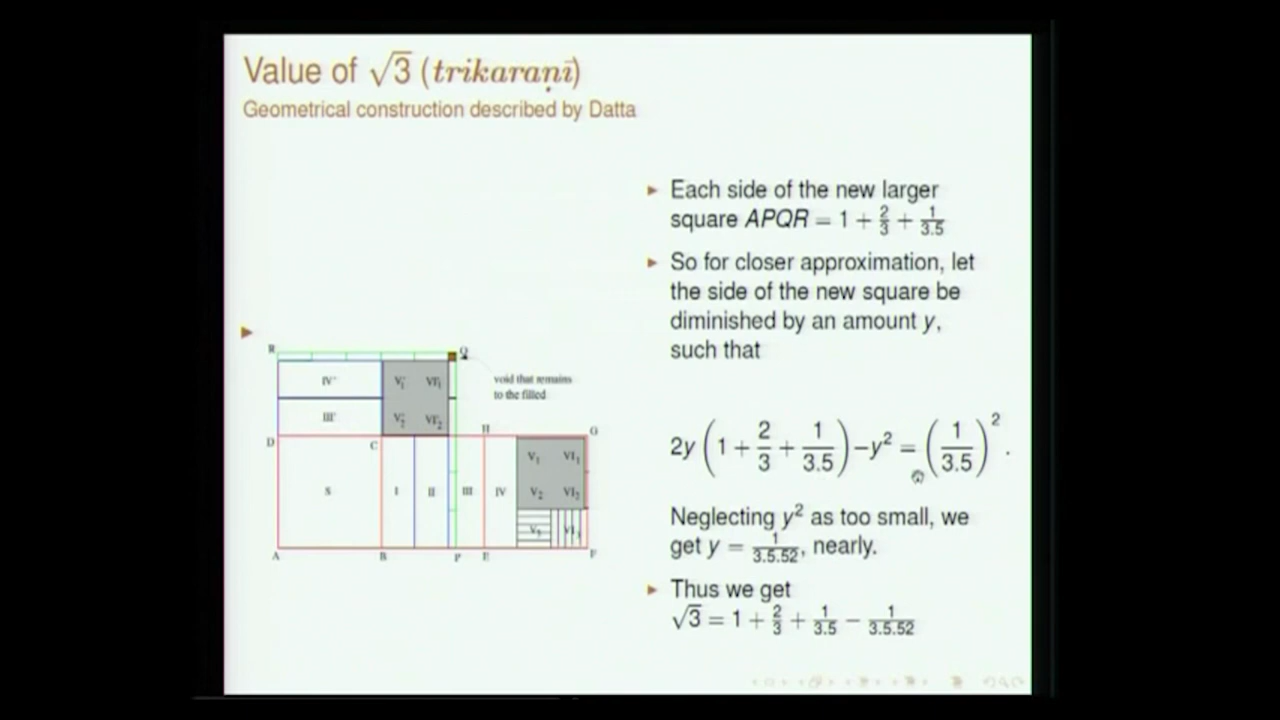 Value of √3 (trikaraṇī)
Geometrical construction described by Datta
► Each side of the new larger
square APQR = 1 + 2/3 + 1/3.5
► So for closer approximation, let
the side of the new square be
diminished by an amount y,
such that
2y (1 + 2/3 + 1/3.5) − y² = (1/3.5)² .
Neglecting y² as too small, we
get y = 1/3.5.52, nearly.
► Thus we get
√3 = 1 + 2/3 + 1/3.5 − 1/3.5.52
►
R Q
IV' V₁' VI₁'
void that remains
to the filled
III' V₂' VI₂'
D C H G
V₁ VI₁
S I II III IV V₂ VI₂
V₃ VI₃
A B P E F